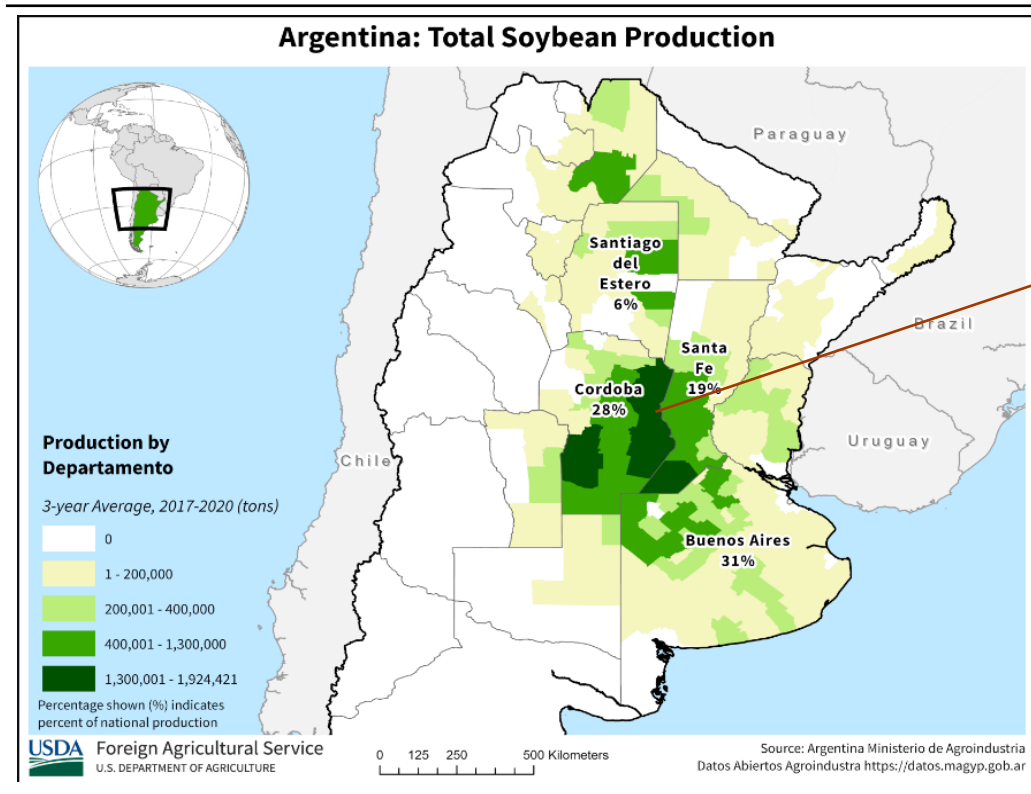 Argentina: Total Soybean Production
Paraguay
Santiago
del
Estero
6%
Brazil
Santa
Fe
19%
Cordoba
28%
Uruguay
Chile
Buenos Aires
31%
Production by
Departamento
3-year Average, 2017-2020 (tons)
0
1 - 200,000
200,001 - 400,000
400,001 - 1,300,000
1,300,001 - 1,924,421
Percentage shown (%) indicates
percent of national production
USDA
Foreign Agricultural Service
U.S. DEPARTMENT OF AGRICULTURE
0 125 250 500 Kilometers
Source: Argentina Ministerio de Agroindustria
Datos Abiertos Agroindustra https://datos.magyp.gob.ar